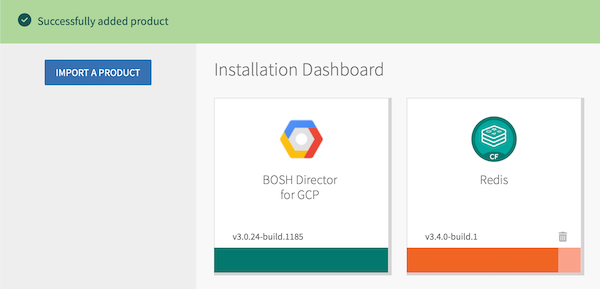 Successfully added product
IMPORT A PRODUCT
Installation Dashboard
BOSH Director
for GCP
v3.0.24-build.1185
CF
Redis
v3.4.0-build.1